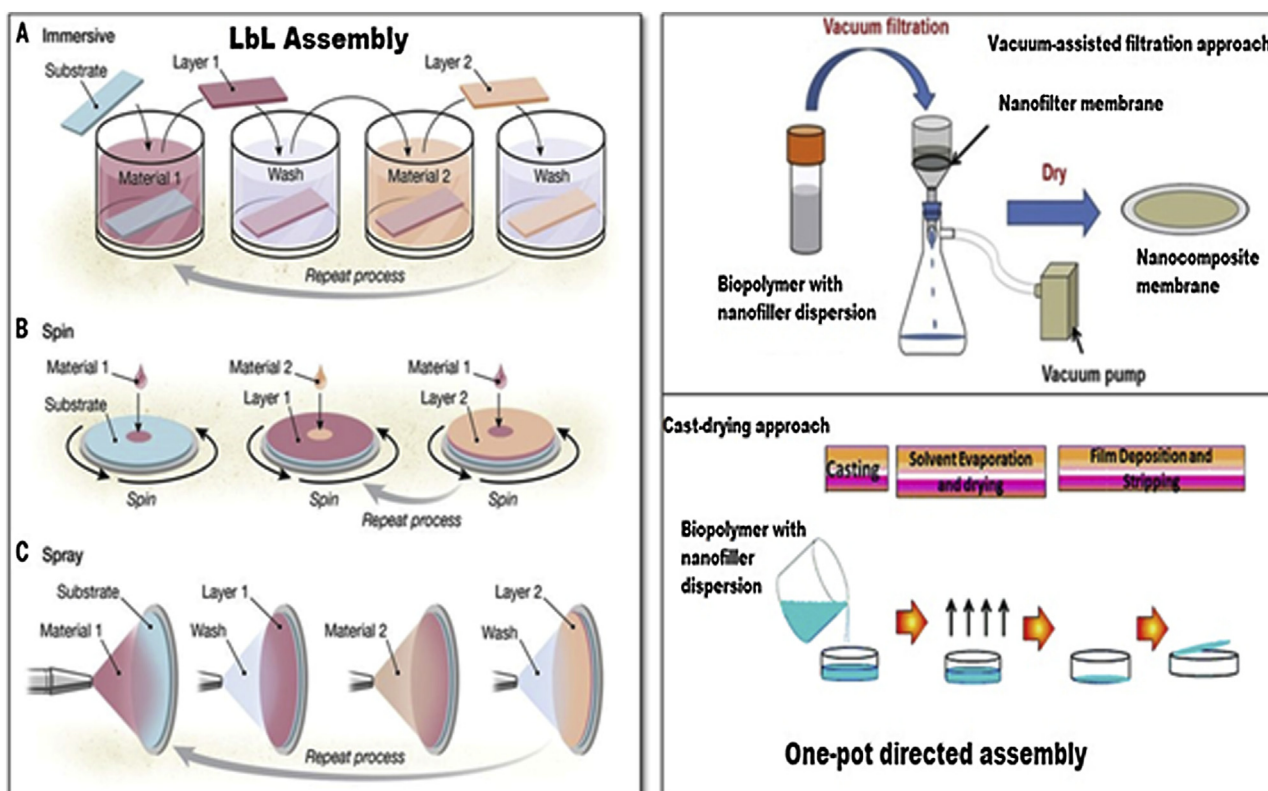 LbL Assembly
A Immersive
Substrate
Layer 1
Layer 2
Material 1
Wash
Material 2
Wash
Repeat process
B Spin
Material 1
Material 2
Material 1
Substrate
Layer 1
Layer 2
Spin
Spin
Spin
Repeat process
C Spray
Substrate
Layer 1
Layer 2
Material 1
Wash
Material 2
Wash
Repeat process
Vacuum filtration
Vacuum-assisted filtration approach
Nanofilter membrane
Dry
Biopolymer with
nanofiller dispersion
Nanocomposite
membrane
Vacuum pump
Cast-drying approach
Casting
Solvent Evaporation
and drying
Film Deposition and
Stripping
Biopolymer with
nanofiller
dispersion
One-pot directed assembly